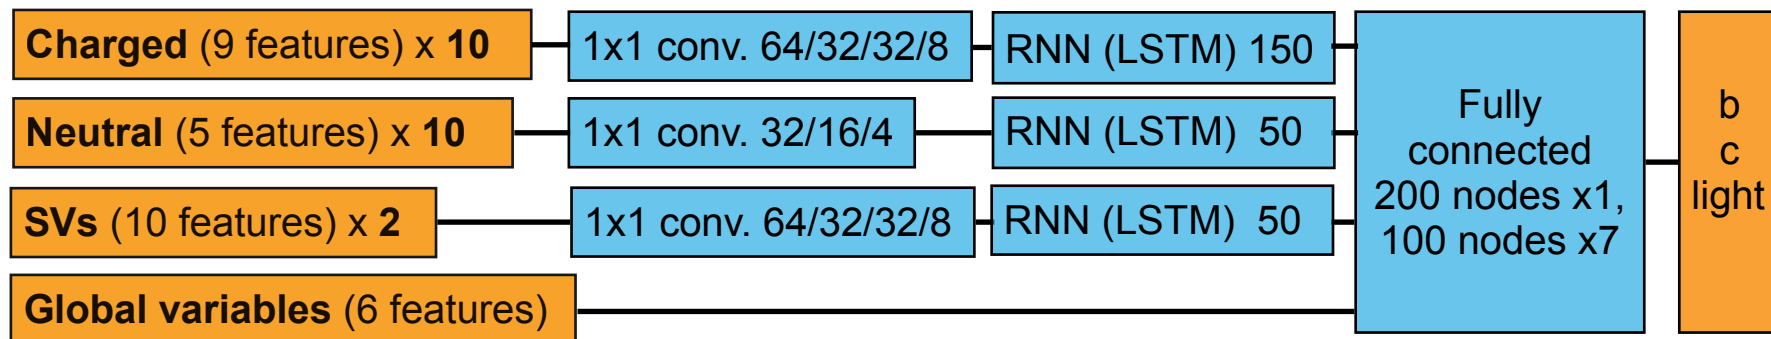 Charged (9 features) x 10
1x1 conv. 64/32/32/8
RNN (LSTM) 150
Neutral (5 features) x 10
1x1 conv. 32/16/4
RNN (LSTM) 50
SVs (10 features) x 2
1x1 conv. 64/32/32/8
RNN (LSTM) 50
Global variables (6 features)
Fully
connected
200 nodes x1,
100 nodes x7
b
c
light